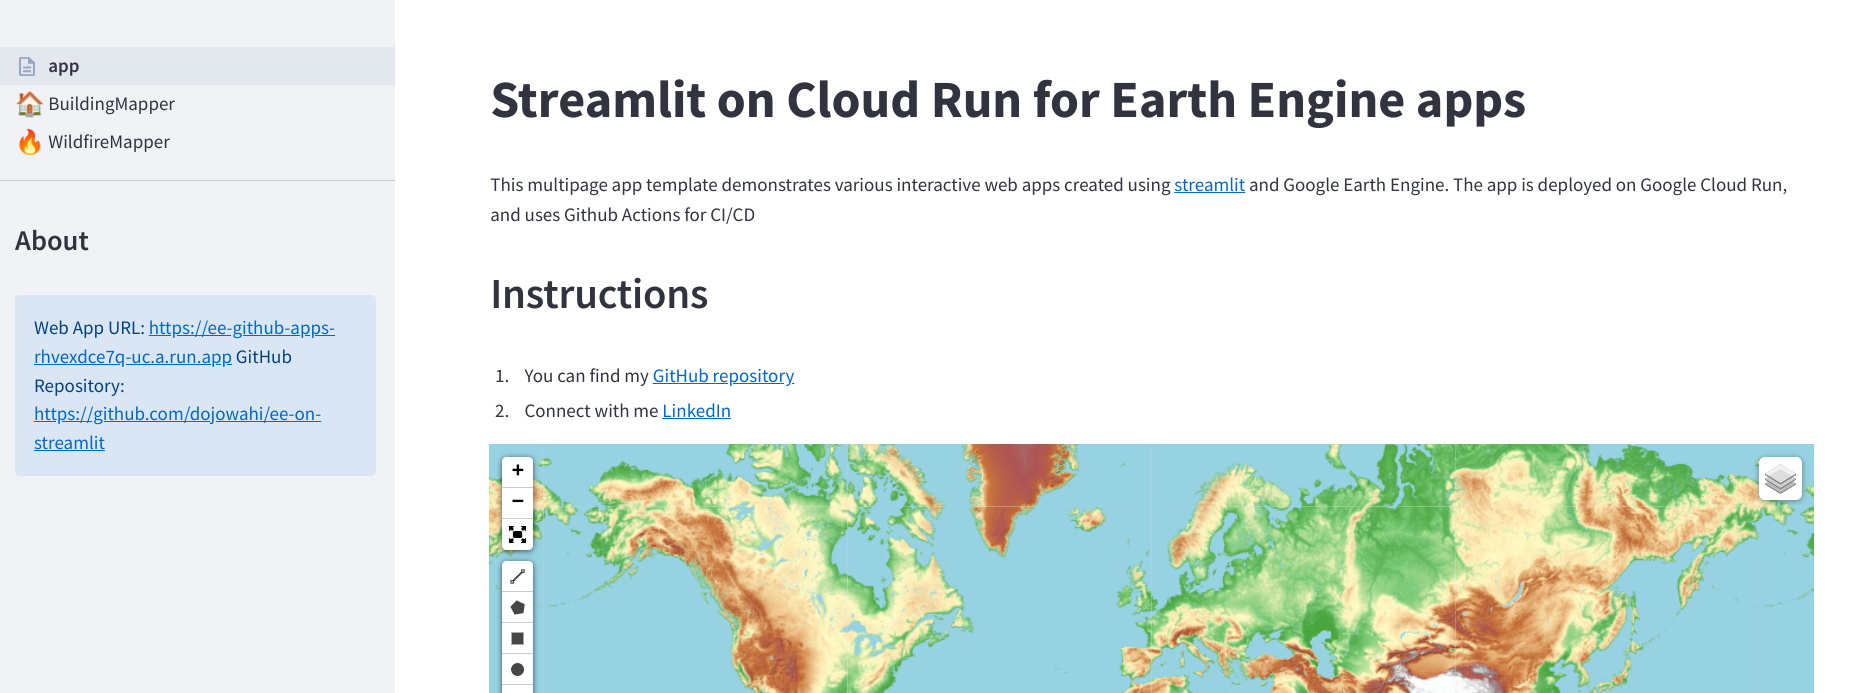 app
BuildingMapper
WildfireMapper
About
Web App URL: https://ee-github-apps-
rhvexdce7q-uc.a.run.app GitHub
Repository:
https://github.com/dojowahi/ee-on-
streamlit
Streamlit on Cloud Run for Earth Engine apps
This multipage app template demonstrates various interactive web apps created using streamlit and Google Earth Engine. The app is deployed on Google Cloud Run,
and uses Github Actions for CI/CD
Instructions
1. You can find my GitHub repository
2. Connect with me LinkedIn
+
−